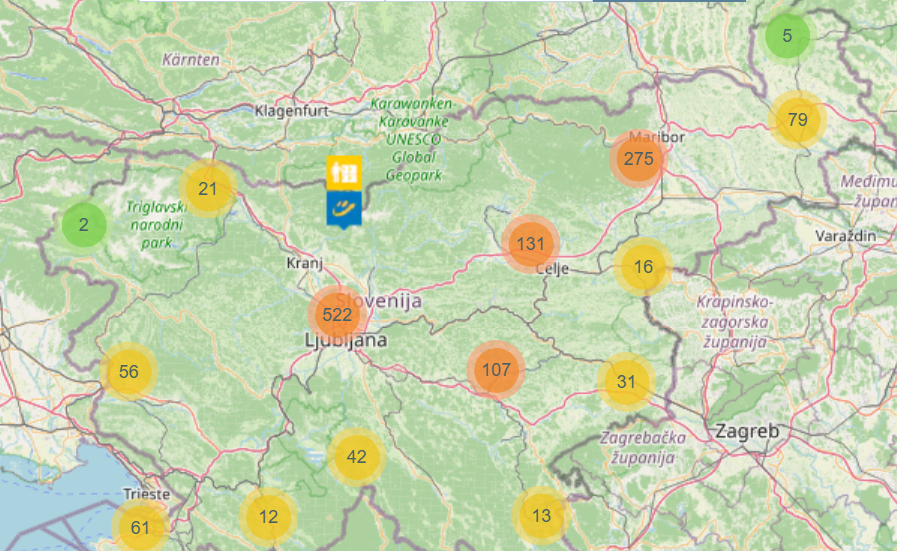 5
Kärnten
Klagenfurt
Karawanken-
Karavanke
UNESCO
Global
Geopark
79
Maribor
275
21
Međimu
župan
2
Triglavski
narodni
park
Varaždin
131
Celje
16
Kranj
Slovenija
522
Ljubljana
Krapinsko-
zagorska
županija
56
107
31
Zagreb
Zagrebačka
županija
42
Trieste
61
12
13